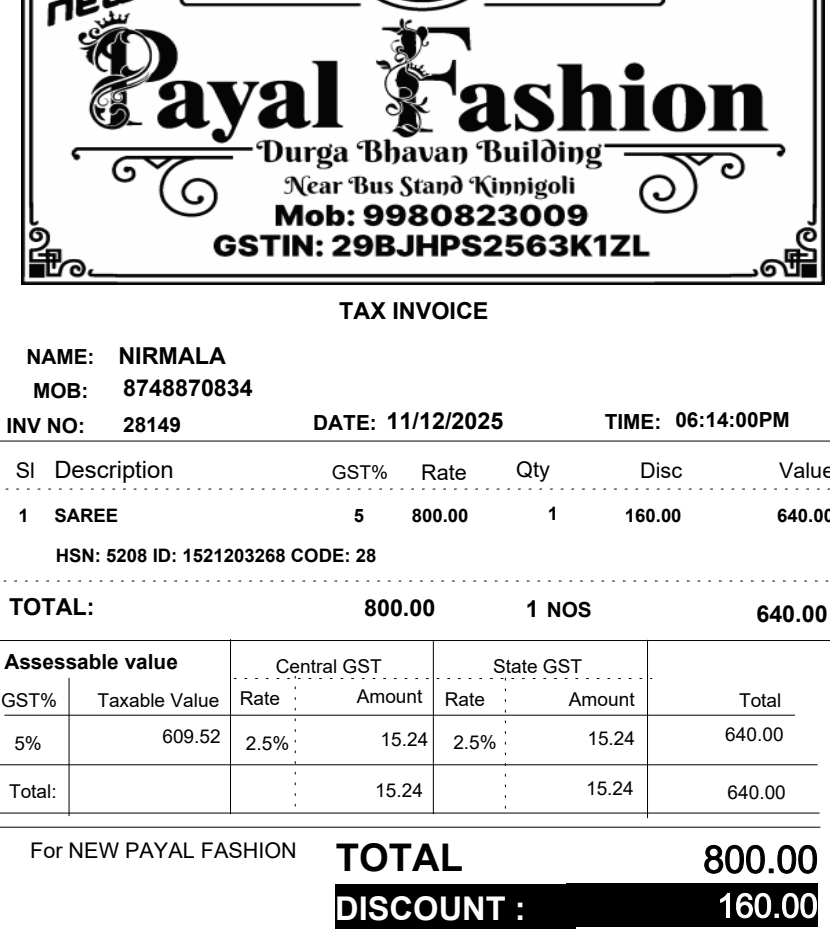 new
Payal Fashion
Durga Bhavan Building
Near Bus Stand Kinnigoli
Mob: 9980823009
GSTIN: 29BJHPS2563K1ZL
TAX INVOICE
NAME: NIRMALA
MOB: 8748870834
INV NO: 28149 DATE: 11/12/2025 TIME: 06:14:00PM
Sl Description GST% Rate Qty Disc Value
1 SAREE 5 800.00 1 160.00 640.00
HSN: 5208 ID: 1521203268 CODE: 28
TOTAL: 800.00 1 NOS 640.00
Assessable value Central GST State GST
GST% Taxable Value Rate Amount Rate Amount Total
5% 609.52 2.5% 15.24 2.5% 15.24 640.00
Total: 15.24 15.24 640.00
For NEW PAYAL FASHION TOTAL 800.00
DISCOUNT : 160.00